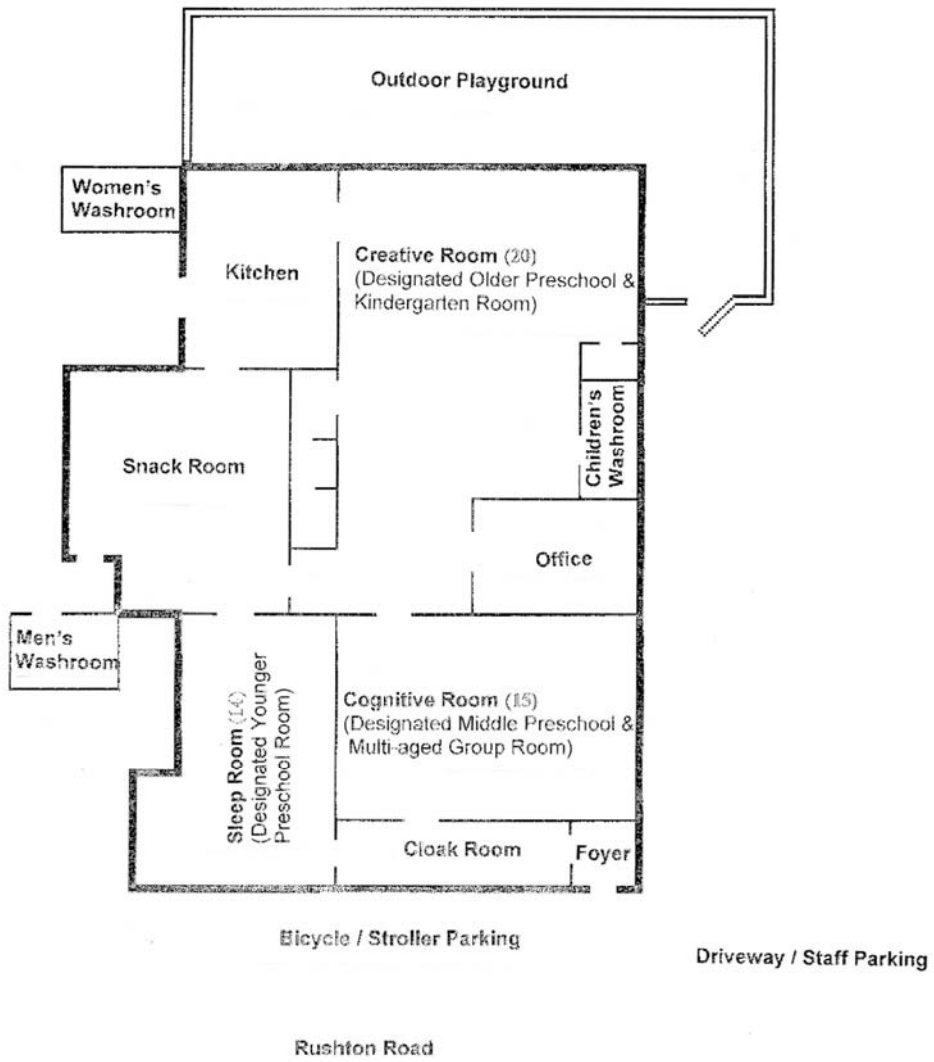 Outdoor Playground
Women's
Washroom
Kitchen
Creative Room (20)
(Designated Older Preschool &
Kindergarten Room)
Children's
Washroom
Snack Room
Office
Men's
Washroom
Sleep Room (14)
(Designated Younger
Preschool Room)
Cognitive Room (15)
(Designated Middle Preschool &
Multi-aged Group Room)
Cloak Room
Foyer
Bicycle / Stroller Parking
Driveway / Staff Parking
Rushton Road